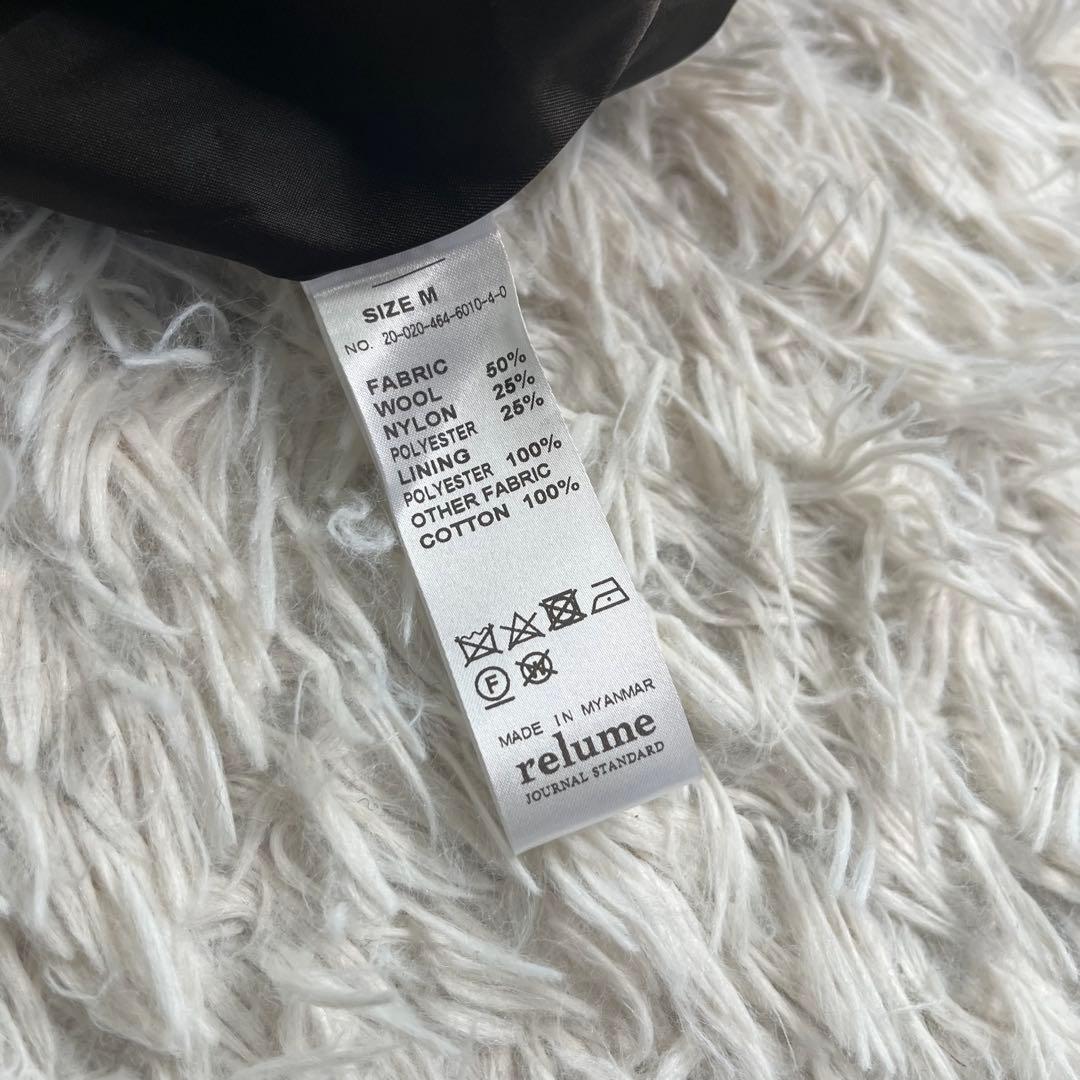 SIZE M
NO. 20-020-464-6010-4-0
FABRIC
WOOL 50%
NYLON 25%
POLYESTER 25%
LINING
POLYESTER 100%
OTHER FABRIC
COTTON 100%
F
W
MADE IN MYANMAR
relume
JOURNAL STANDARD